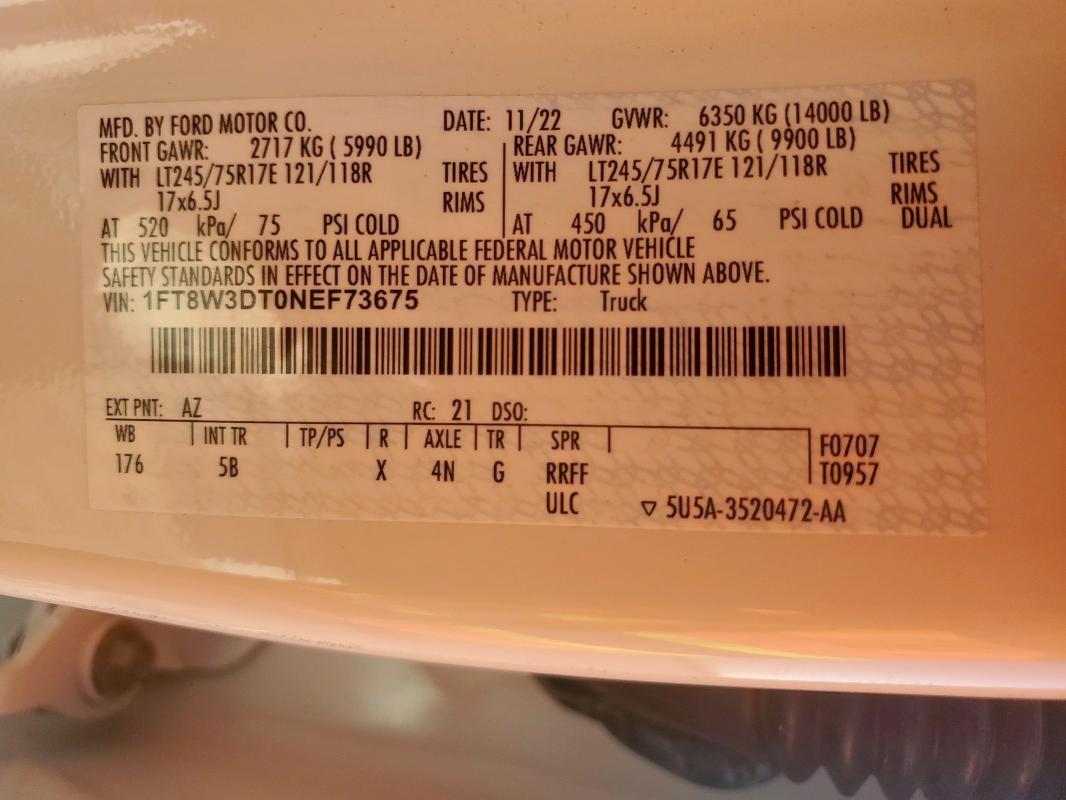 MFD. BY FORD MOTOR CO. DATE: 11/22 GVWR: 6350 KG (14000 LB)
FRONT GAWR: 2717 KG ( 5990 LB) REAR GAWR: 4491 KG ( 9900 LB)
WITH LT245/75R17E 121/118R TIRES WITH LT245/75R17E 121/118R TIRES
17x6.5J RIMS 17x6.5J RIMS
AT 520 kPa/ 75 PSI COLD AT 450 kPa/ 65 PSI COLD DUAL
THIS VEHICLE CONFORMS TO ALL APPLICABLE FEDERAL MOTOR VEHICLE
SAFETY STANDARDS IN EFFECT ON THE DATE OF MANUFACTURE SHOWN ABOVE.
VIN: 1FT8W3DT0NEF73675 TYPE: Truck
EXT PNT: AZ RC: 21 DSO:
WB INT TR TP/PS R AXLE TR SPR F0707
176 5B X 4N G RRFF T0957
ULC ▽ 5U5A-3520472-AA